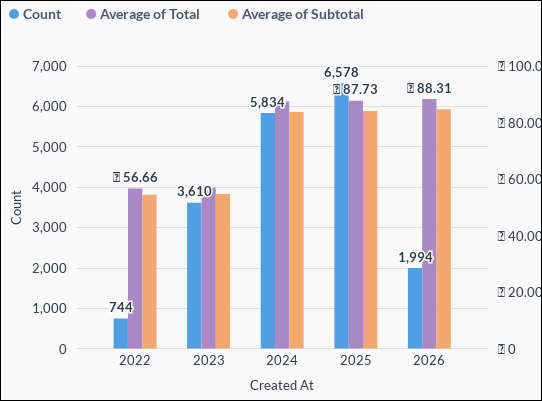 Count Average of Total Average of Subtotal
7,000 100.0
6,578
87.73 88.31
6,000 5,834 80.00
5,000
56.66 60.00
4,000 3,610
40.00
3,000
1,994
2,000 20.00
744
1,000
0 0
2022 2023 2024 2025 2026
Created At
Count